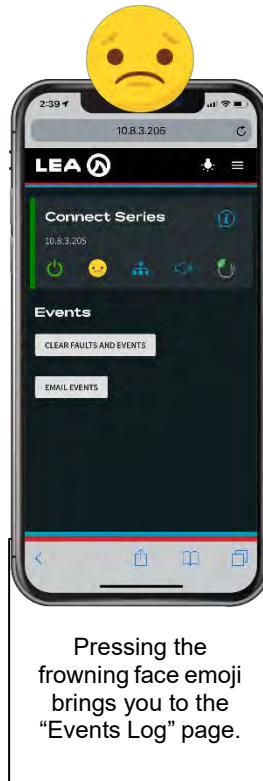 2:39
10.8.3.205
LEA
Connect Series
10.8.3.205
Events
CLEAR FAULTS AND EVENTS
EMAIL EVENTS
Pressing the
frowning face emoji
brings you to the
“Events Log” page.